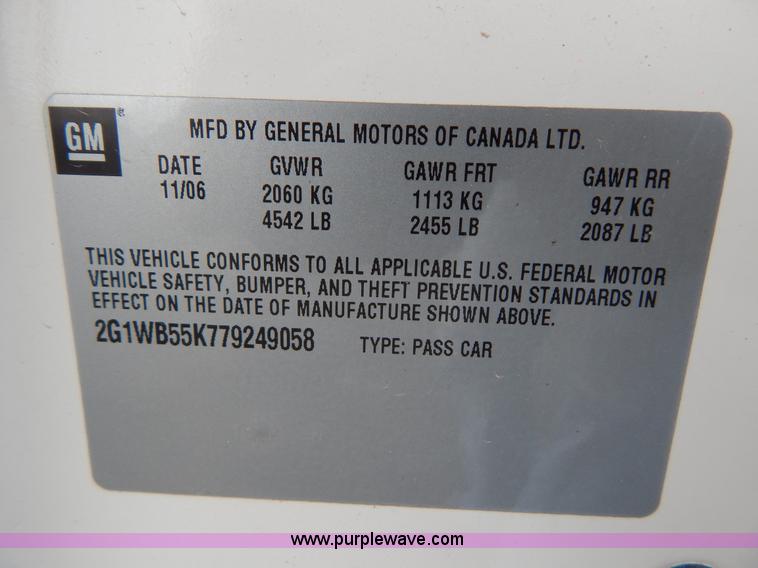 GM
MFD BY GENERAL MOTORS OF CANADA LTD.
DATE GVWR GAWR FRT GAWR RR
11/06 2060 KG 1113 KG 947 KG
4542 LB 2455 LB 2087 LB
THIS VEHICLE CONFORMS TO ALL APPLICABLE U.S. FEDERAL MOTOR
VEHICLE SAFETY, BUMPER, AND THEFT PREVENTION STANDARDS IN
EFFECT ON THE DATE OF MANUFACTURE SHOWN ABOVE.
2G1WB55K779249058 TYPE: PASS CAR
www.purplewave.com